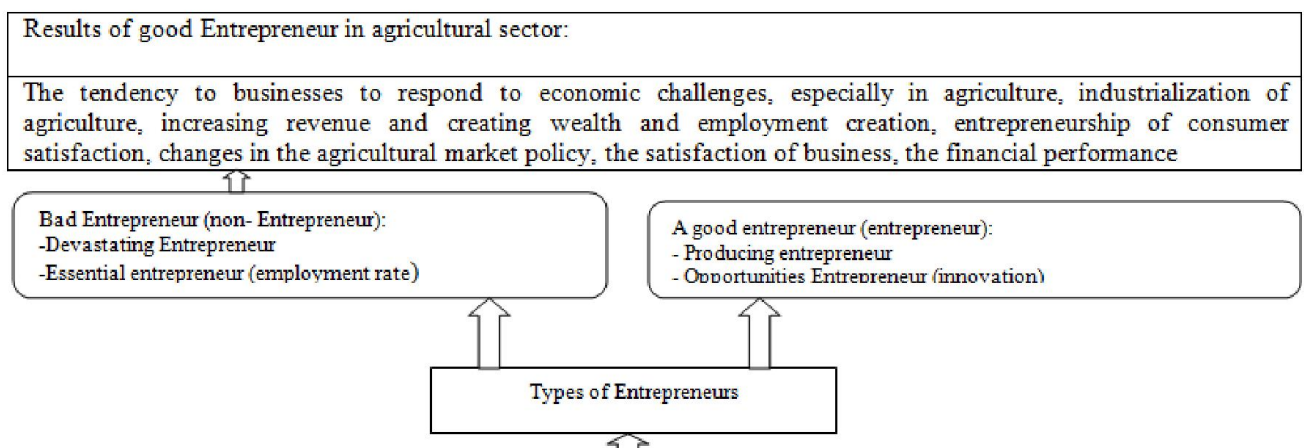 Results of good Entrepreneur in agricultural sector:
The tendency to businesses to respond to economic challenges, especially in agriculture, industrialization of
agriculture, increasing revenue and creating wealth and employment creation, entrepreneurship of consumer
satisfaction, changes in the agricultural market policy, the satisfaction of business, the financial performance
Bad Entrepreneur (non- Entrepreneur):
-Devastating Entrepreneur
-Essential entrepreneur (employment rate)
A good entrepreneur (entrepreneur):
- Producing entrepreneur
- Opportunities Entrepreneur (innovation)
Types of Entrepreneurs